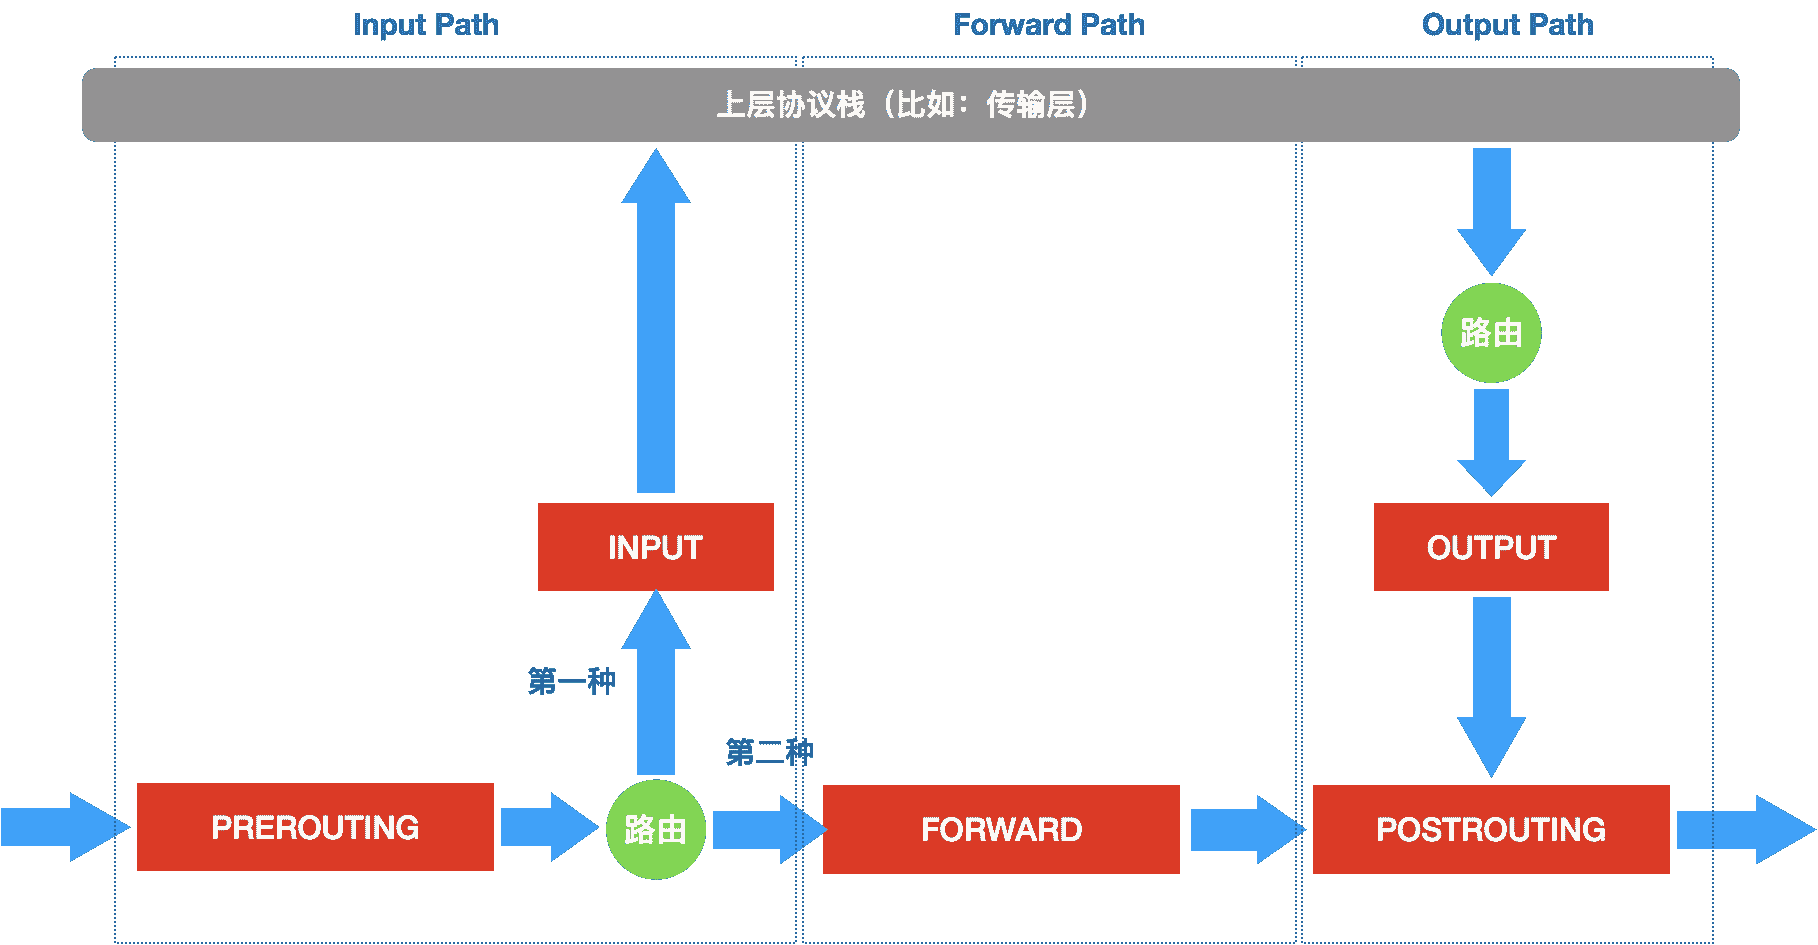 Input Path
Forward Path
Output Path
上层协议栈（比如：传输层）
路由
INPUT
OUTPUT
第一种
第二种
PREROUTING
路由
FORWARD
POSTROUTING